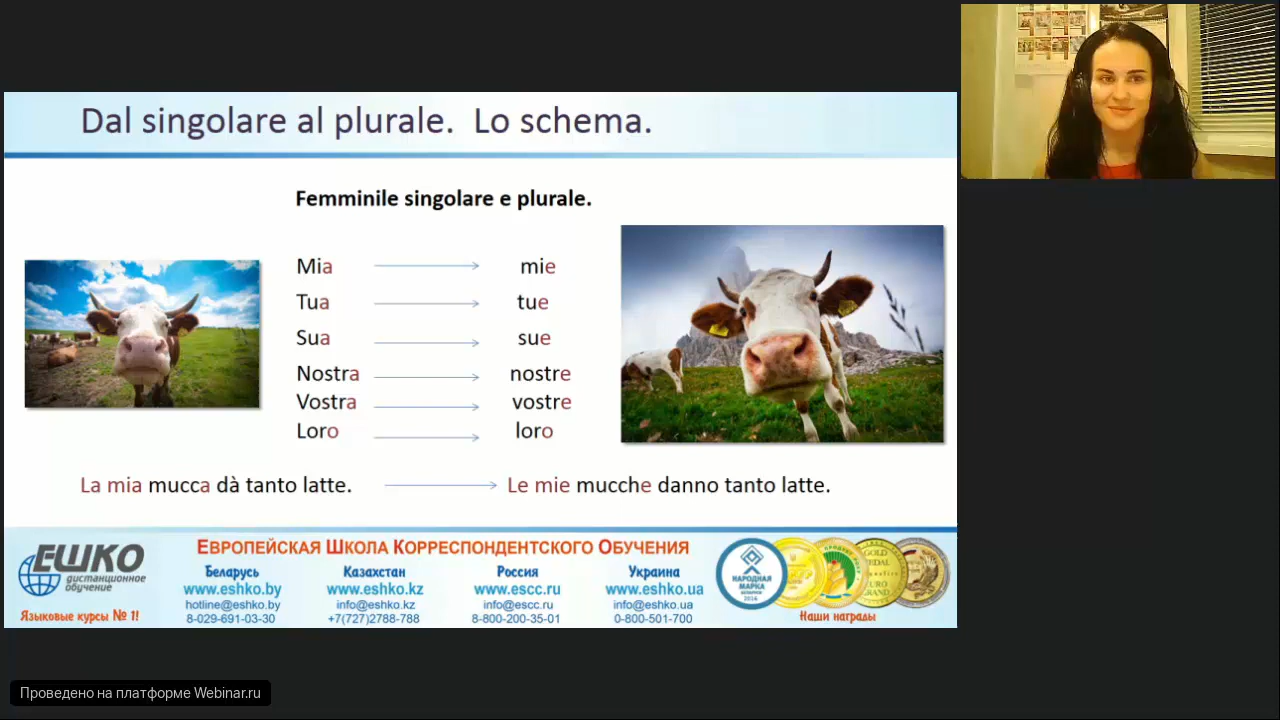 Dal singolare al plurale. Lo schema.
Femminile singolare e plurale.
Mia mie
Tua tue
Sua sue
Nostra nostre
Vostra vostre
Loro loro
La mia mucca dà tanto latte. Le mie mucche danno tanto latte.
ЕШКО
дистанционное
обучение
Языковые курсы № 1!
Европейская Школа Корреспондентского Обучения
Беларусь
www.eshko.by
hotline@eshko.by
8-029-691-03-30
Казахстан
www.eshko.kz
info@eshko.kz
+7(727)2788-788
Россия
www.escc.ru
info@escc.ru
8-800-200-35-01
Украина
www.eshko.ua
info@eshko.ua
0-800-501-700
НАРОДНАЯ
МАРКА
GOLD
Наши награды
Проведено на платформе Webinar.ru